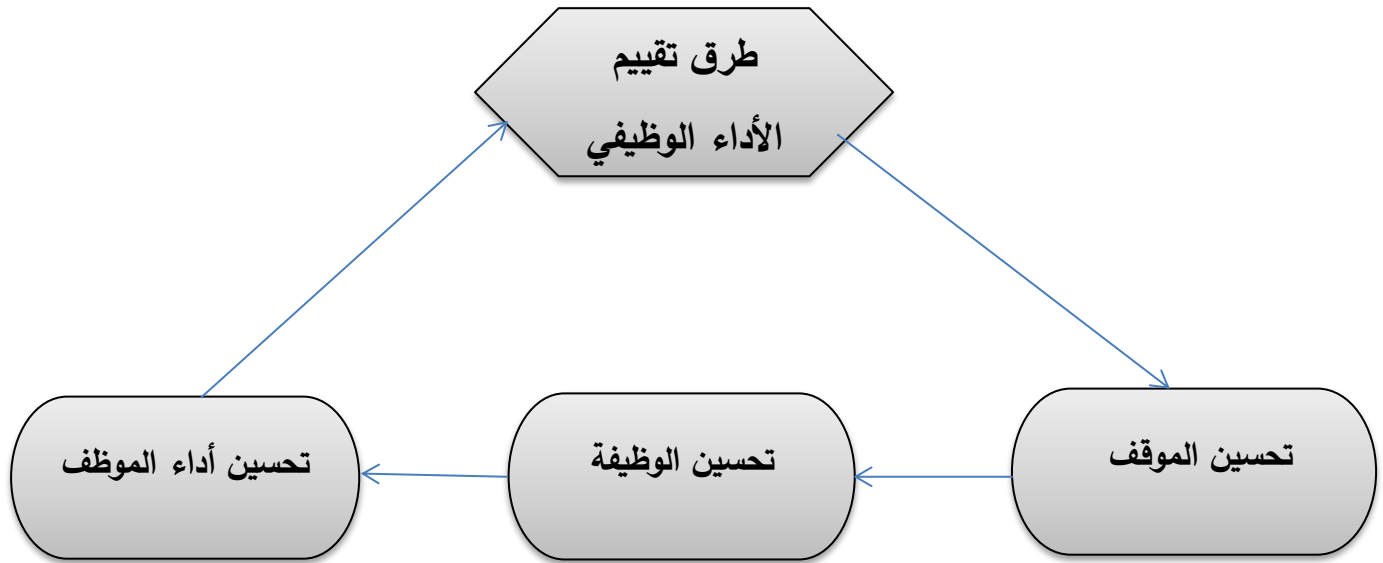 طرق تقييم
الأداء الوظيفي
تحسين الموقف
تحسين الوظيفة
تحسين أداء الموظف